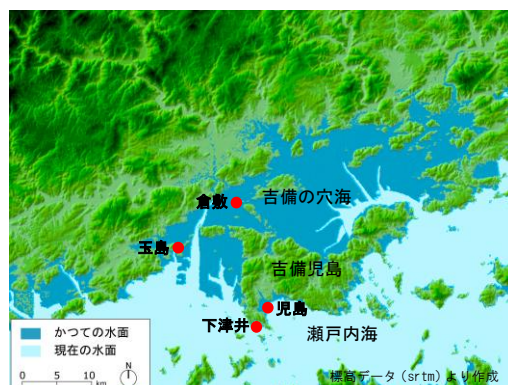 倉敷
吉備の穴海
玉島
吉備児島
児島
下津井
瀬戸内海
かつての水面
現在の水面
0 5 10
km
N
標高データ（srtm）より作成